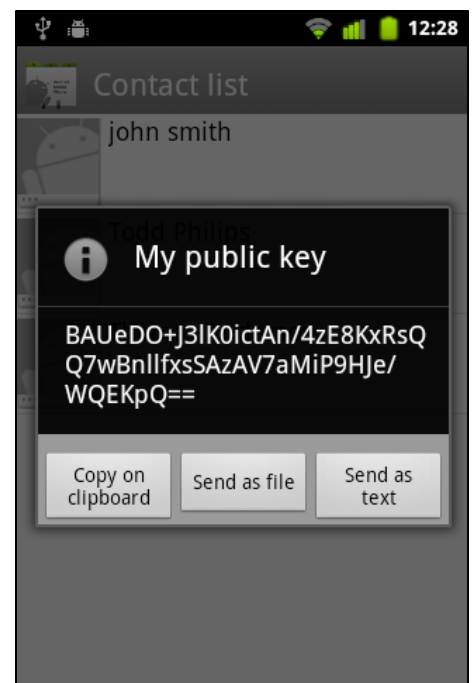 12:28
Contact list
john smith
Todd Philips
My public key
BAUeDO+J3lK0ictAn/4zE8KxRsQ
Q7wBnllfxsSAzAV7aMiP9HJe/
WQEKpQ==
Copy on
clipboard
Send as file
Send as
text